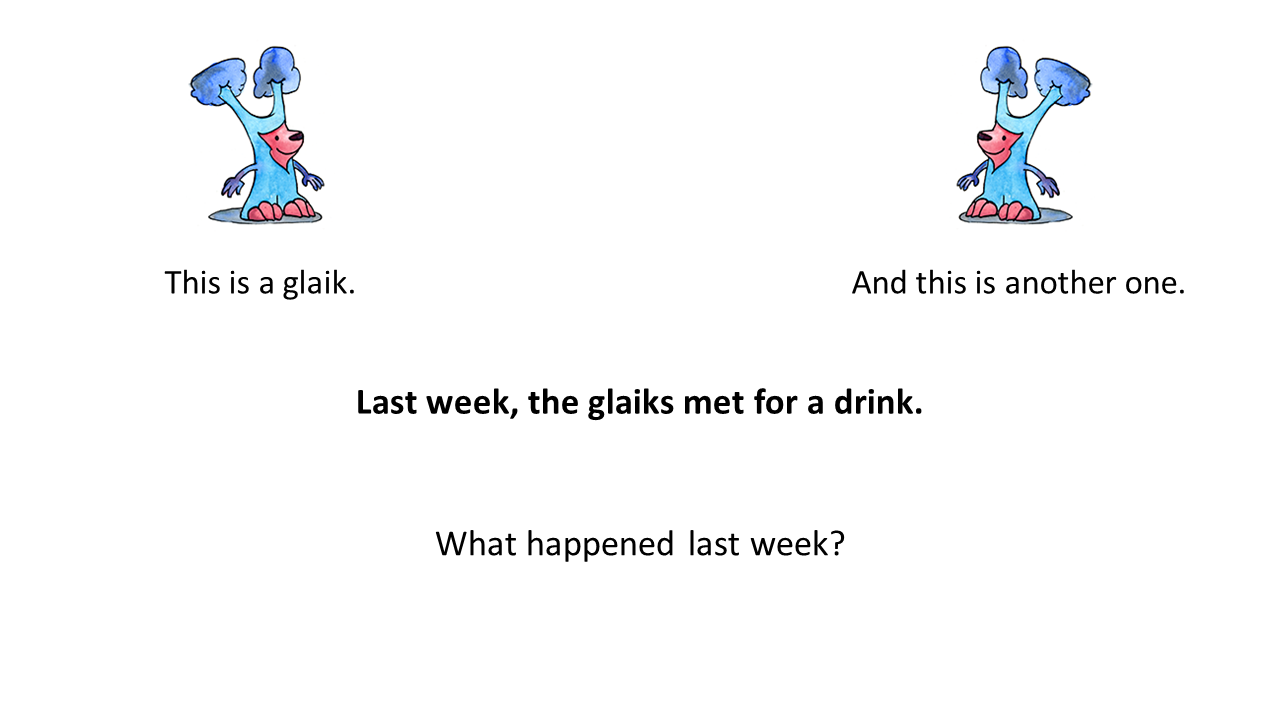 This is a glaik.
And this is another one.
Last week, the glaiks met for a drink.
What happened last week?